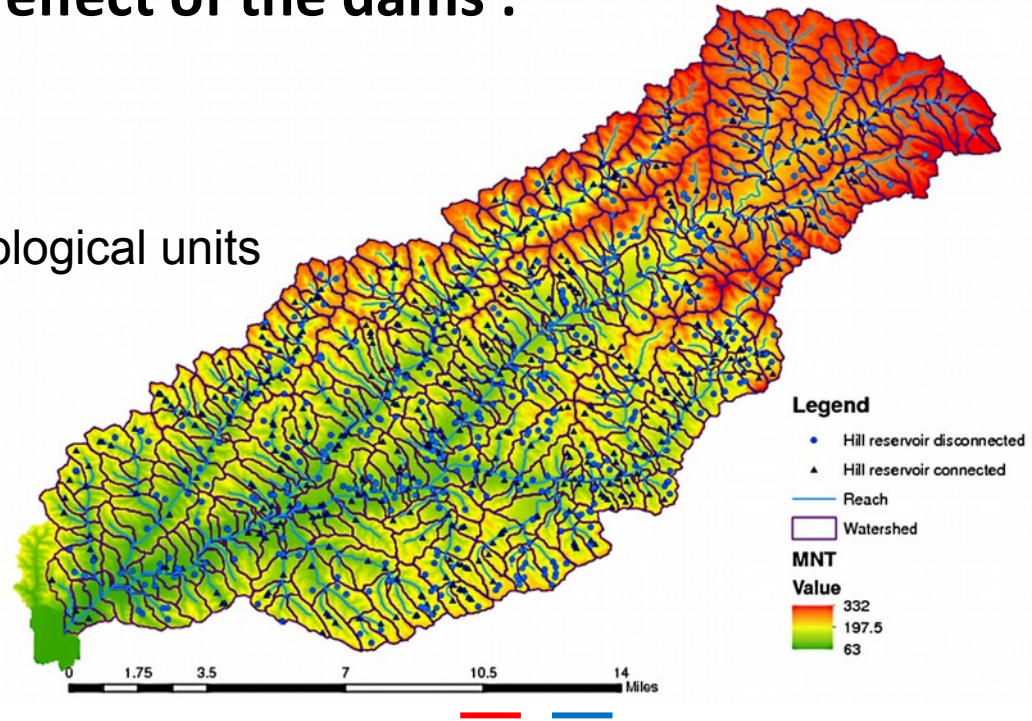 effect of the dams :
ological units
Legend
Hill reservoir disconnected
Hill reservoir connected
Reach
Watershed
MNT
Value
332
197.5
63
0 1.75 3.5 7 10.5 14
Miles